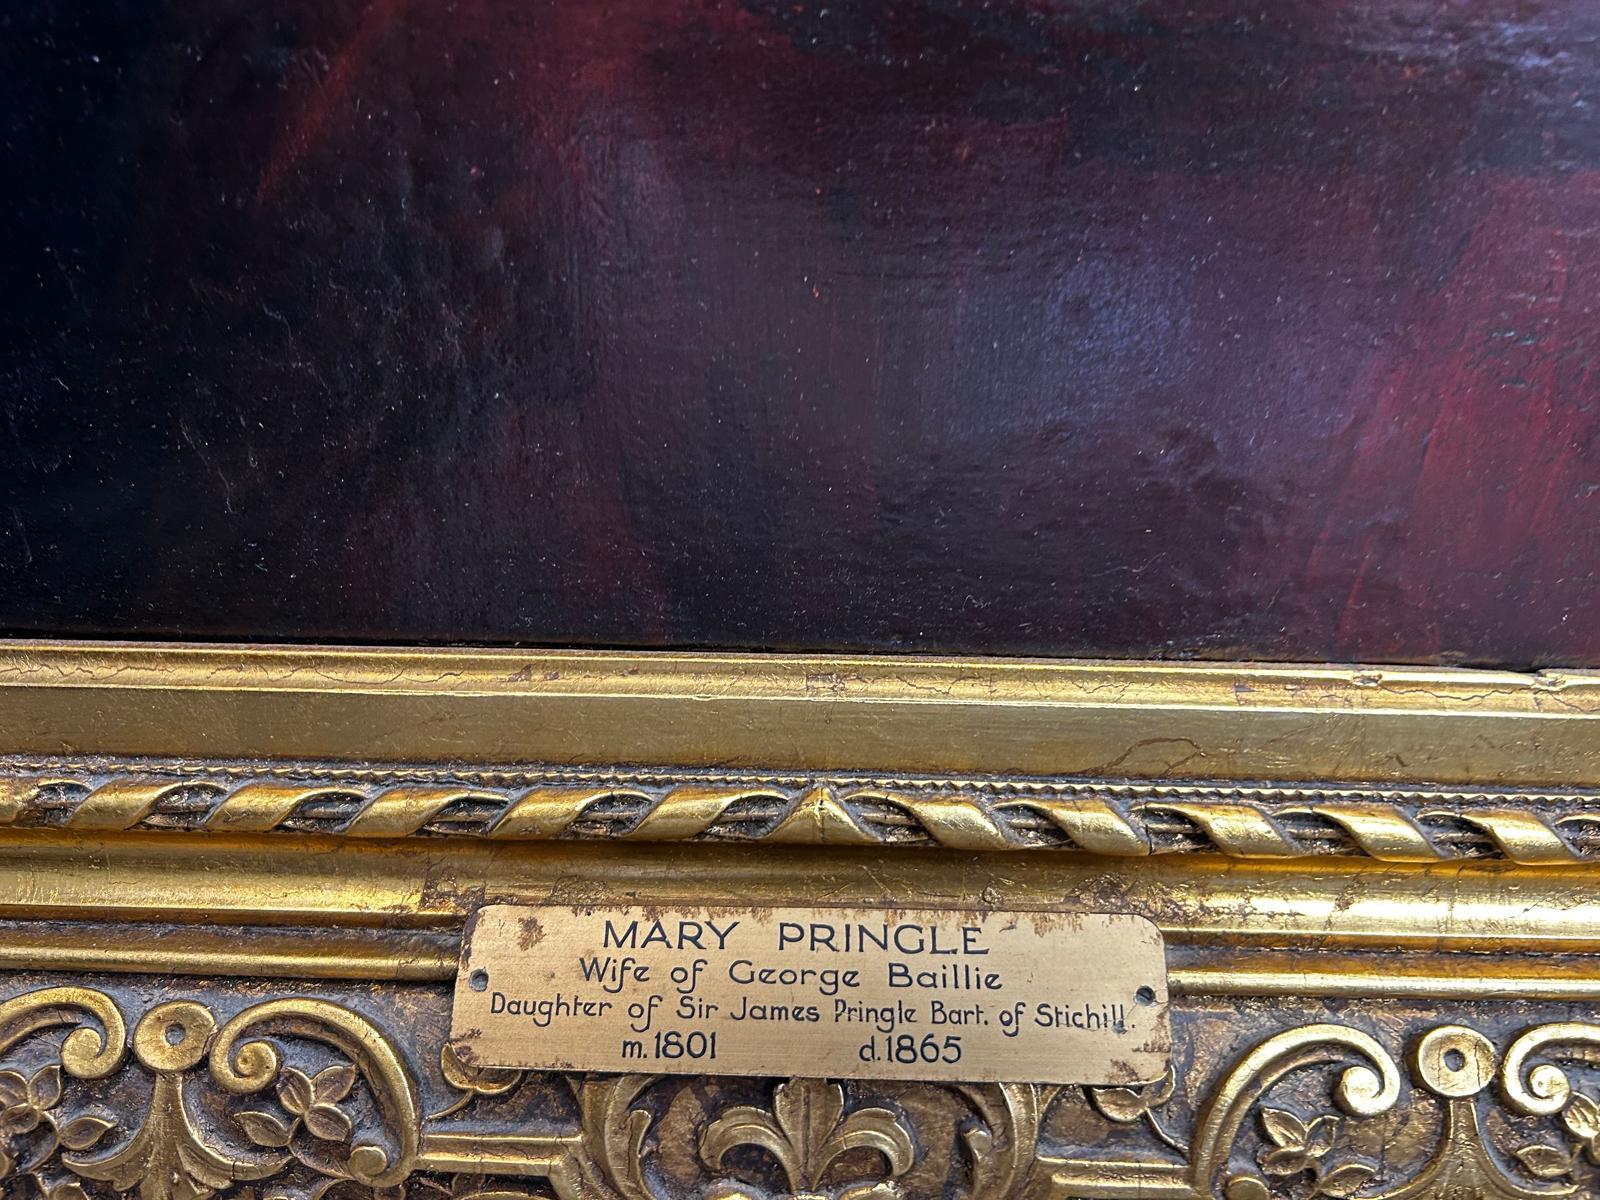 MARY PRINGLE
Wife of George Baillie
Daughter of Sir James Pringle Bart. of Stichill.
m.1801 d.1865